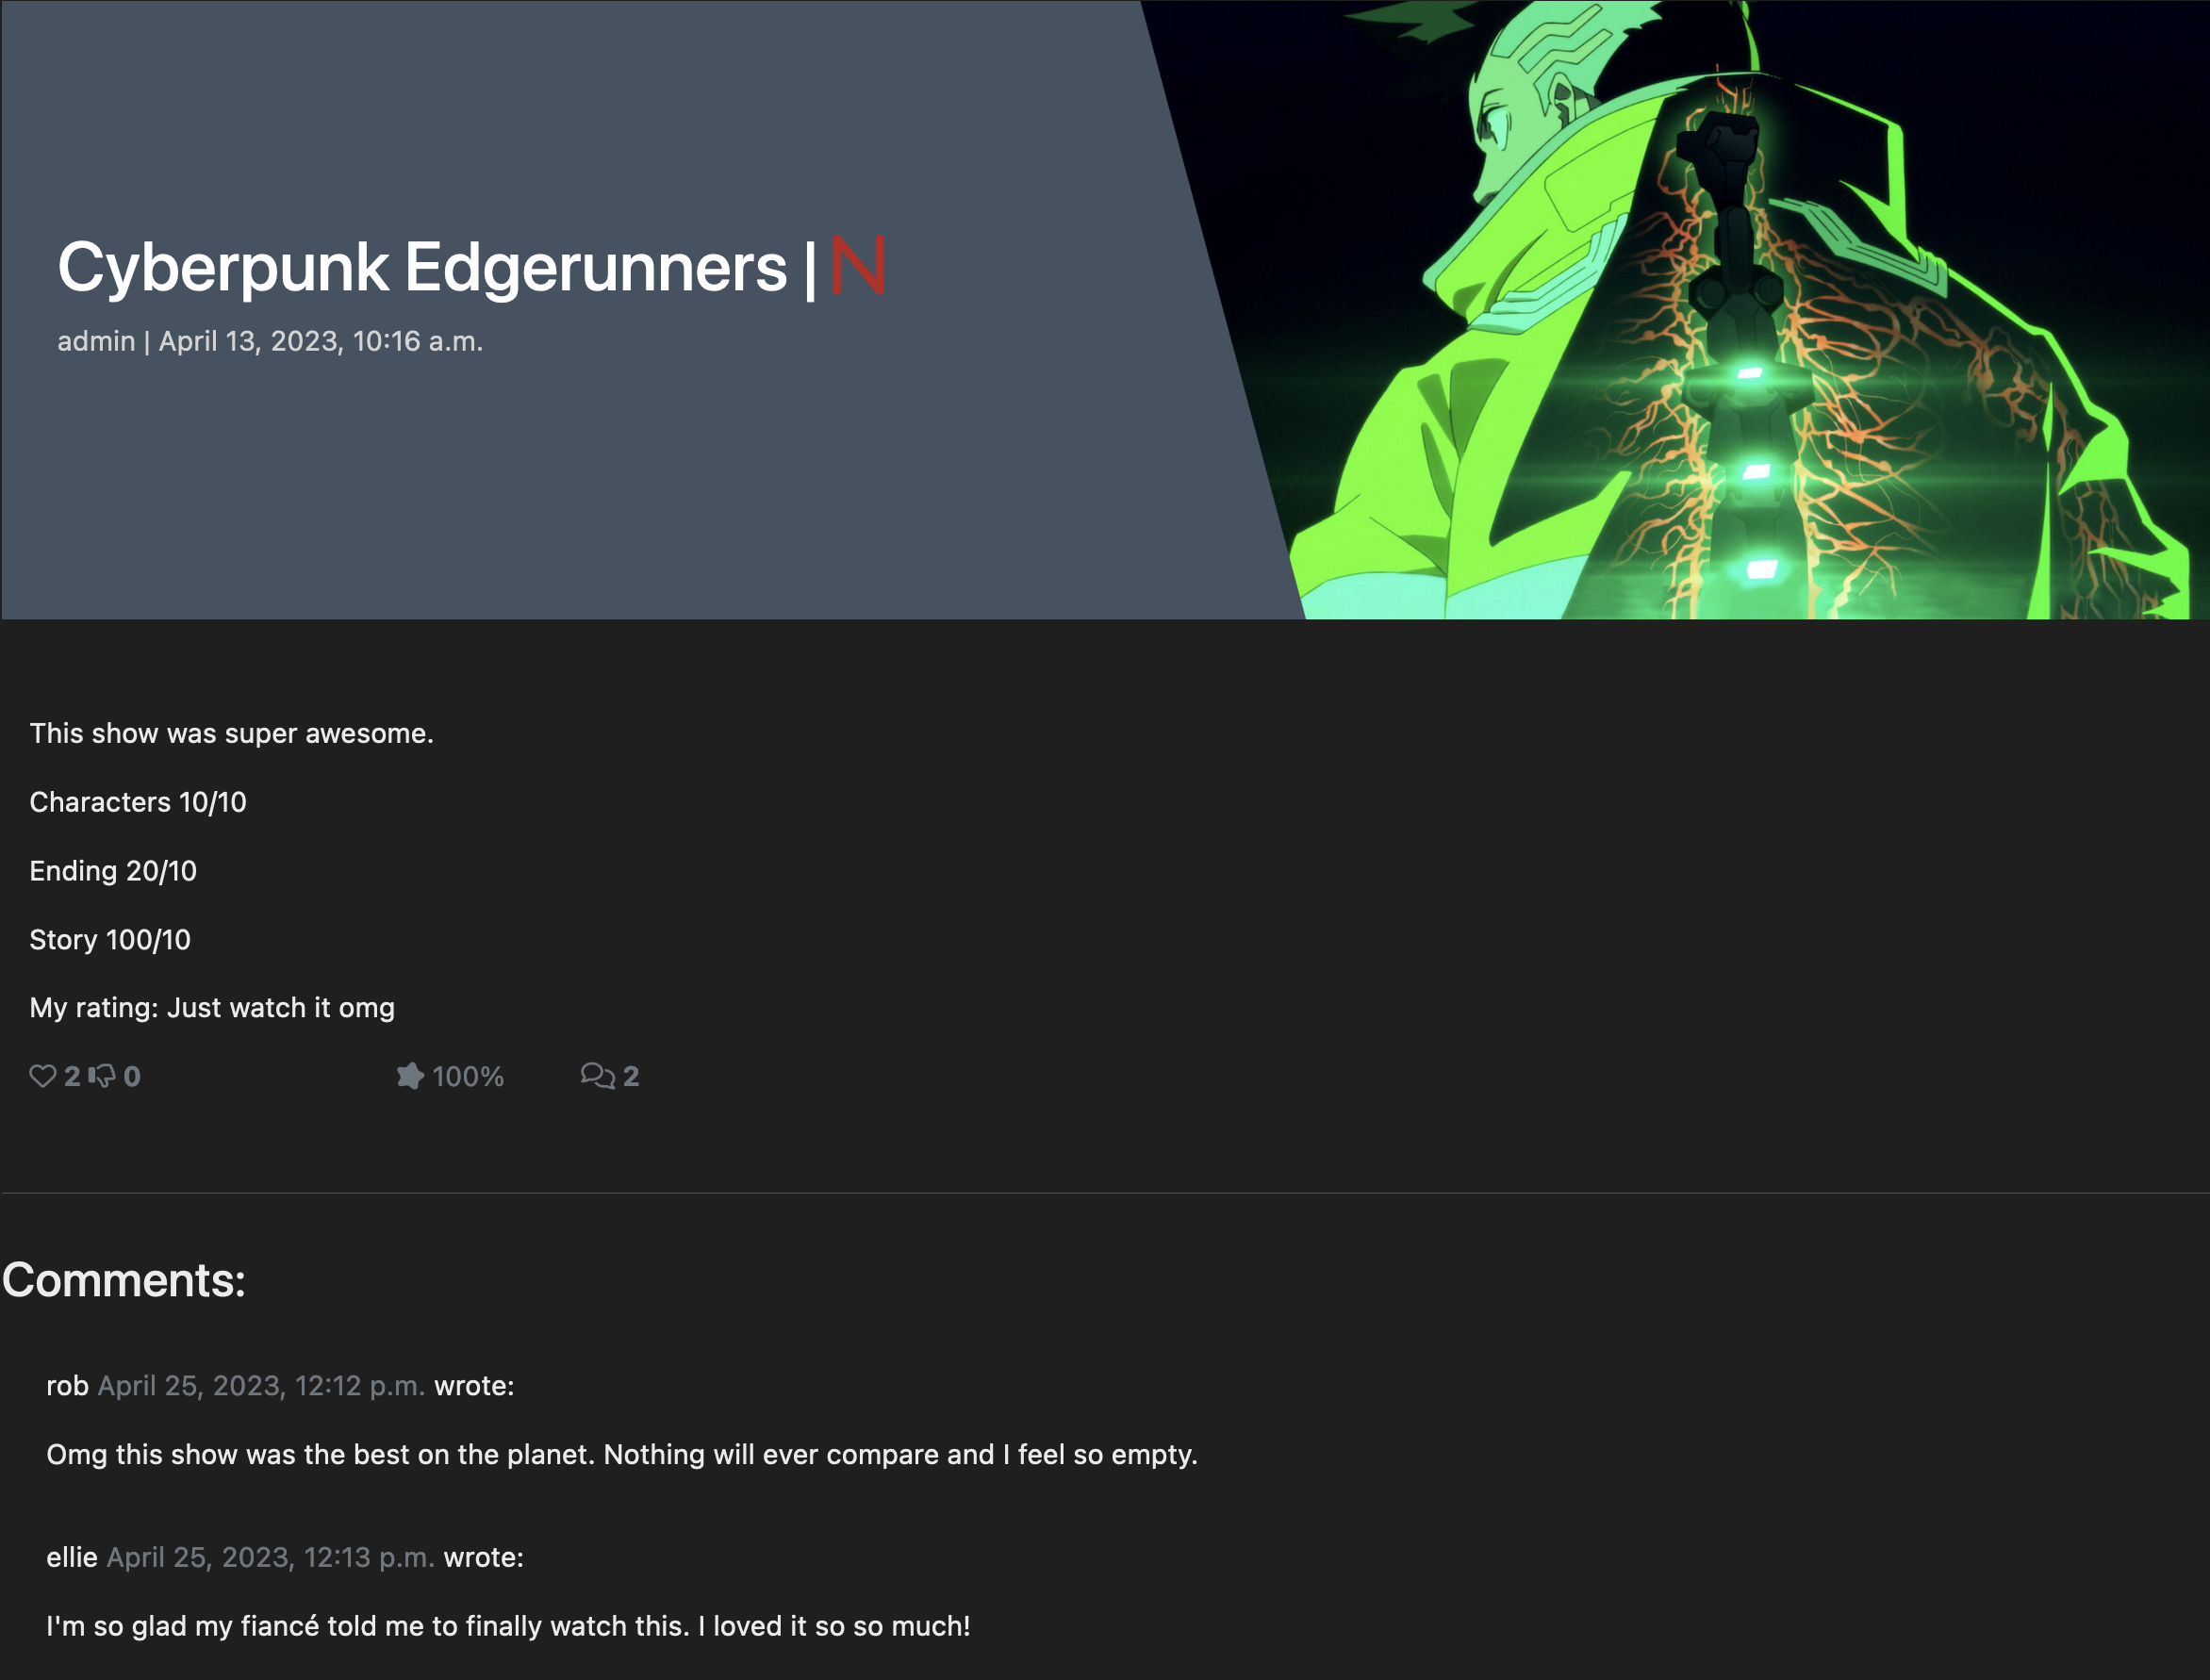 Cyberpunk Edgerunners | N
admin | April 13, 2023, 10:16 a.m.
This show was super awesome.
Characters 10/10
Ending 20/10
Story 100/10
My rating: Just watch it omg
2 0 100% 2
Comments:
rob April 25, 2023, 12:12 p.m. wrote:
Omg this show was the best on the planet. Nothing will ever compare and I feel so empty.
ellie April 25, 2023, 12:13 p.m. wrote:
I'm so glad my fiancé told me to finally watch this. I loved it so so much!